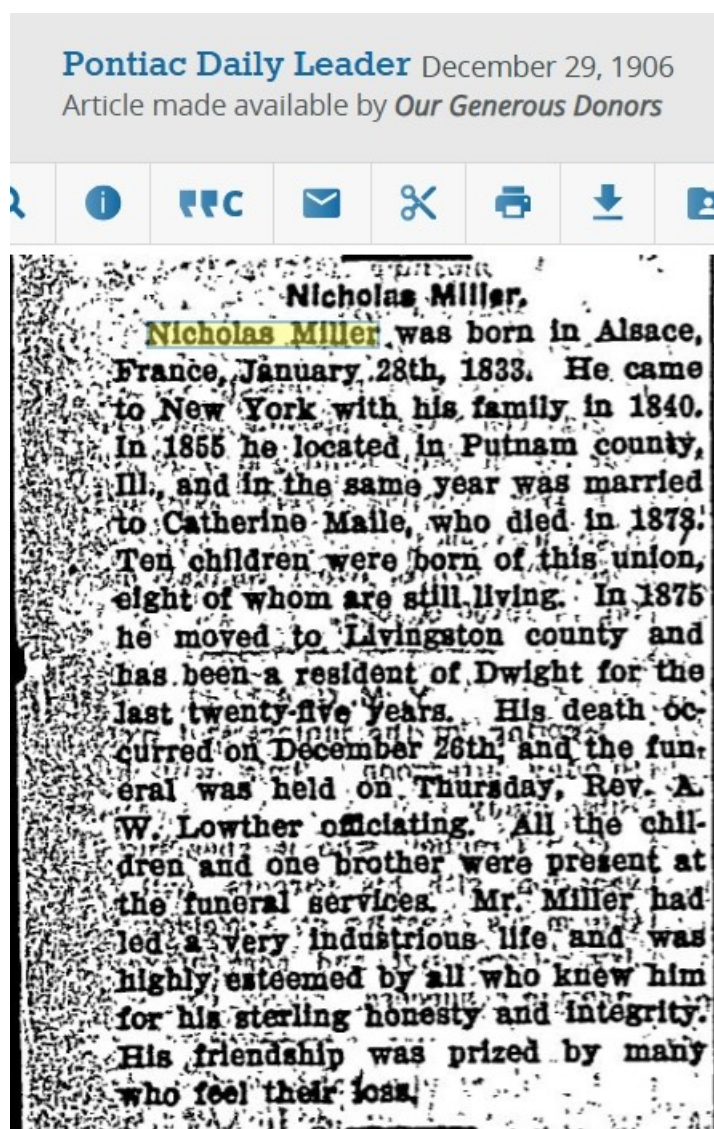 Pontiac Daily Leader December 29, 1906
Article made available by Our Generous Donors
C
Nicholas Miller.
Nicholas Miller was born in Alsace,
France, January 28th, 1833. He came
to New York with his family in 1840.
In 1855 he located in Putnam county,
Ill., and in the same year was married
to Catherine Maile, who died in 1878.
Ten children were born of this union,
eight of whom are still living. In 1875
he moved to Livingston county and
has been a resident of Dwight for the
last twenty-five years. His death oc-
curred on December 26th, and the fun-
eral was held on Thursday, Rev. A.
W. Lowther officiating. All the chil-
dren and one brother were present at
the funeral services. Mr. Miller had
led a very industrious life and was
highly esteemed by all who knew him
for his sterling honesty and integrity.
His friendship was prized by many
who feel their loss.